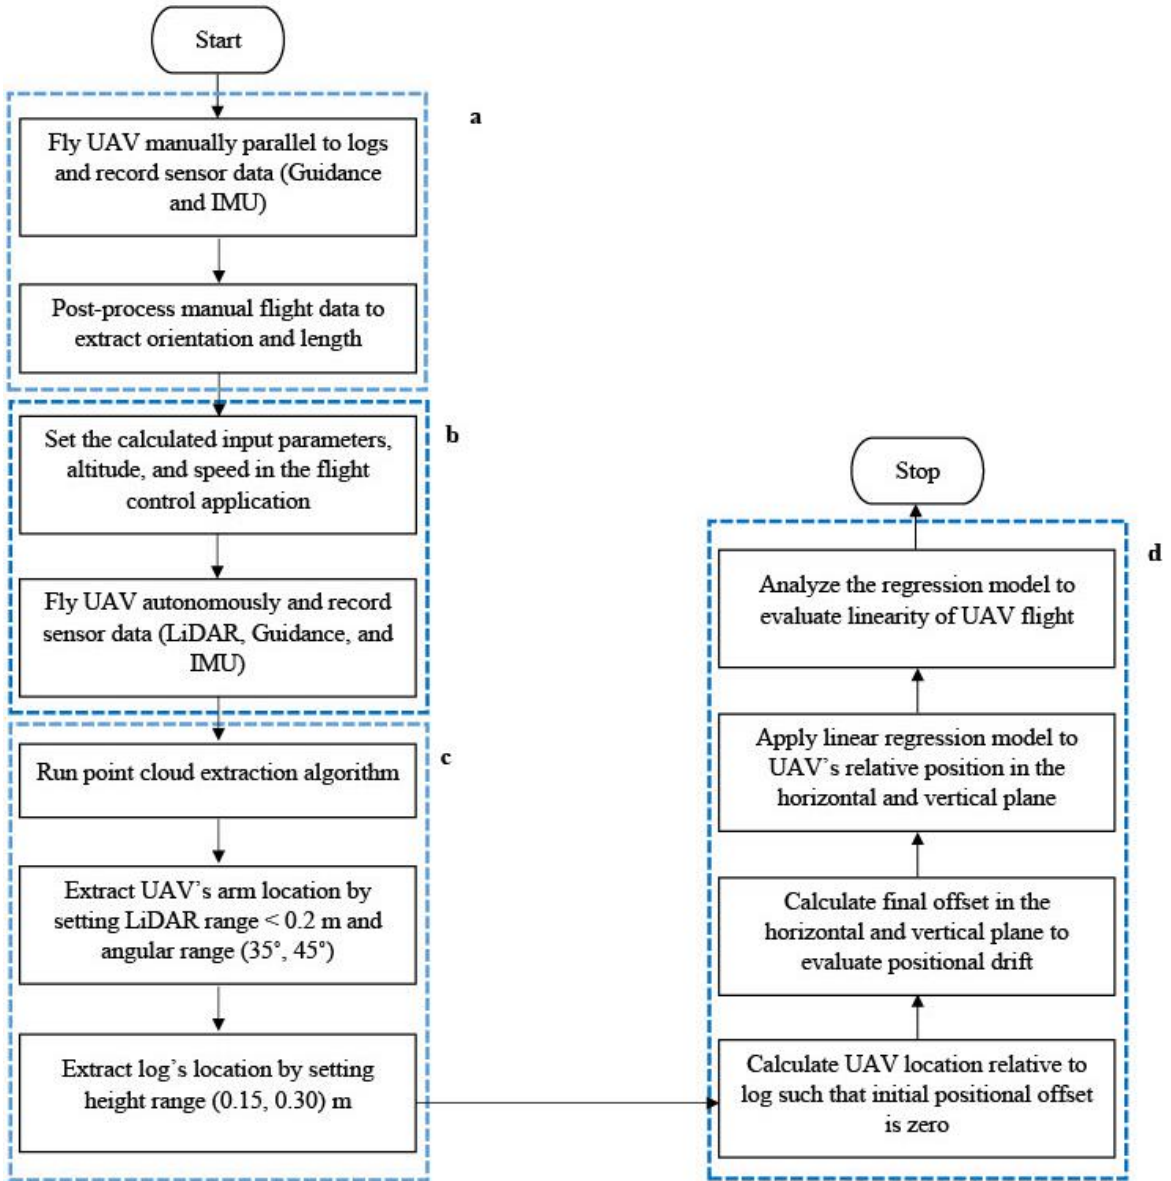 Start
a
Fly UAV manually parallel to logs
and record sensor data (Guidance
and IMU)
Post-process manual flight data to
extract orientation and length
b
Set the calculated input parameters,
altitude, and speed in the flight
control application
Fly UAV autonomously and record
sensor data (LiDAR, Guidance, and
IMU)
c
Run point cloud extraction algorithm
Extract UAV's arm location by
setting LiDAR range < 0.2 m and
angular range (35°, 45°)
Extract log's location by setting
height range (0.15, 0.30) m
Stop
d
Analyze the regression model to
evaluate linearity of UAV flight
Apply linear regression model to
UAV's relative position in the
horizontal and vertical plane
Calculate final offset in the
horizontal and vertical plane to
evaluate positional drift
Calculate UAV location relative to
log such that initial positional offset
is zero